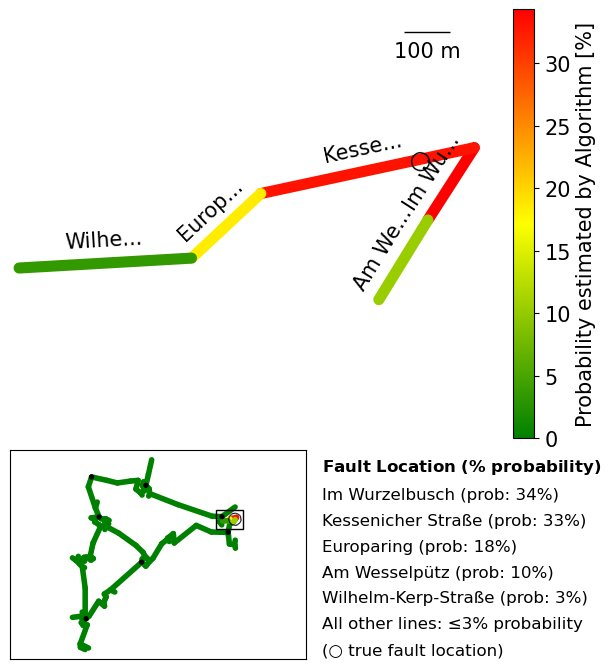 100 m
Kesse...
Im Wu...
Europ...
Am We...
Wilhe...
30
25
20
15
10
5
0
Probability estimated by Algorithm [%]
Fault Location (% probability)
Im Wurzelbusch (prob: 34%)
Kessenicher Straße (prob: 33%)
Europaring (prob: 18%)
Am Wesselpütz (prob: 10%)
Wilhelm-Kerp-Straße (prob: 3%)
All other lines: ≤3% probability
(○ true fault location)